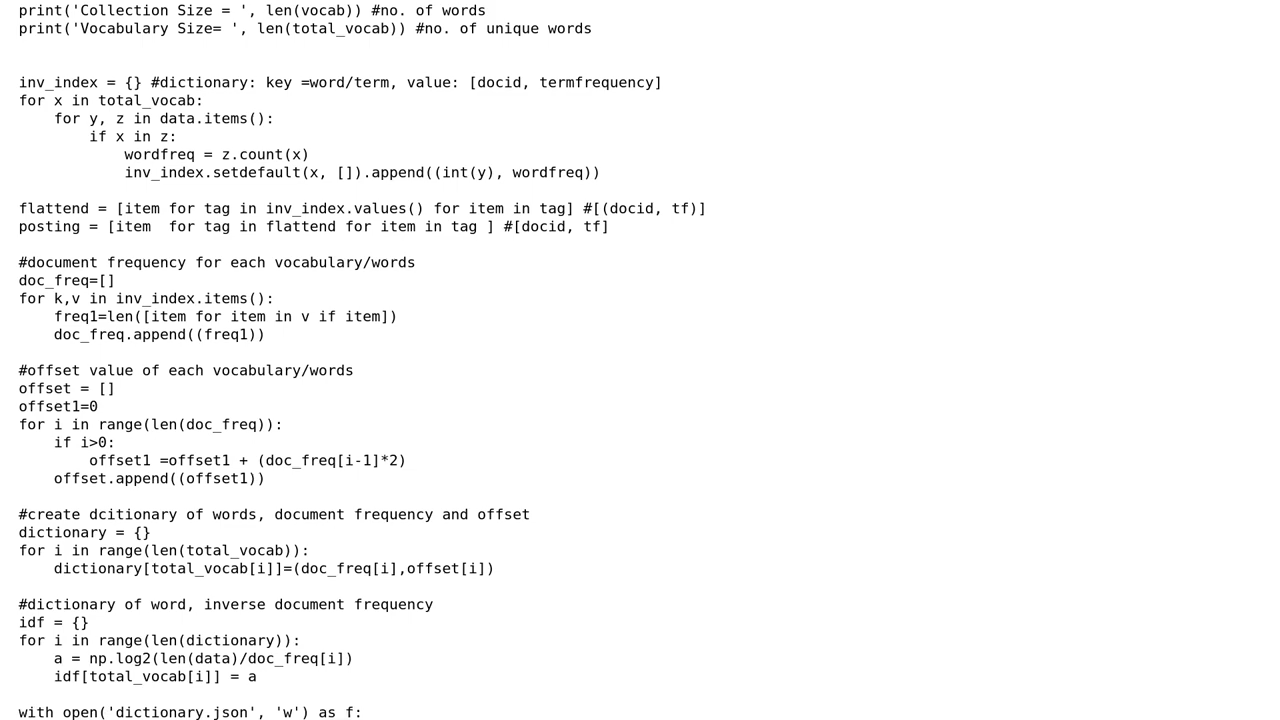 print('Collection Size = ', len(vocab)) #no. of words
print('Vocabulary Size= ', len(total_vocab)) #no. of unique words
inv_index = {} #dictionary: key =word/term, value: [docid, termfrequency]
for x in total_vocab:
    for y, z in data.items():
        if x in z:
            wordfreq = z.count(x)
            inv_index.setdefault(x, []).append((int(y), wordfreq))
flattend = [item for tag in inv_index.values() for item in tag] #[(docid, tf)]
posting = [item  for tag in flattend for item in tag ] #[docid, tf]
#document frequency for each vocabulary/words
doc_freq=[]
for k,v in inv_index.items():
    freq1=len([item for item in v if item])
    doc_freq.append((freq1))
#offset value of each vocabulary/words
offset = []
offset1=0
for i in range(len(doc_freq)):
    if i>0:
        offset1 =offset1 + (doc_freq[i-1]*2)
    offset.append((offset1))
#create dcitionary of words, document frequency and offset
dictionary = {}
for i in range(len(total_vocab)):
    dictionary[total_vocab[i]]=(doc_freq[i],offset[i])
#dictionary of word, inverse document frequency
idf = {}
for i in range(len(dictionary)):
    a = np.log2(len(data)/doc_freq[i])
    idf[total_vocab[i]] = a
with open('dictionary.json', 'w') as f: